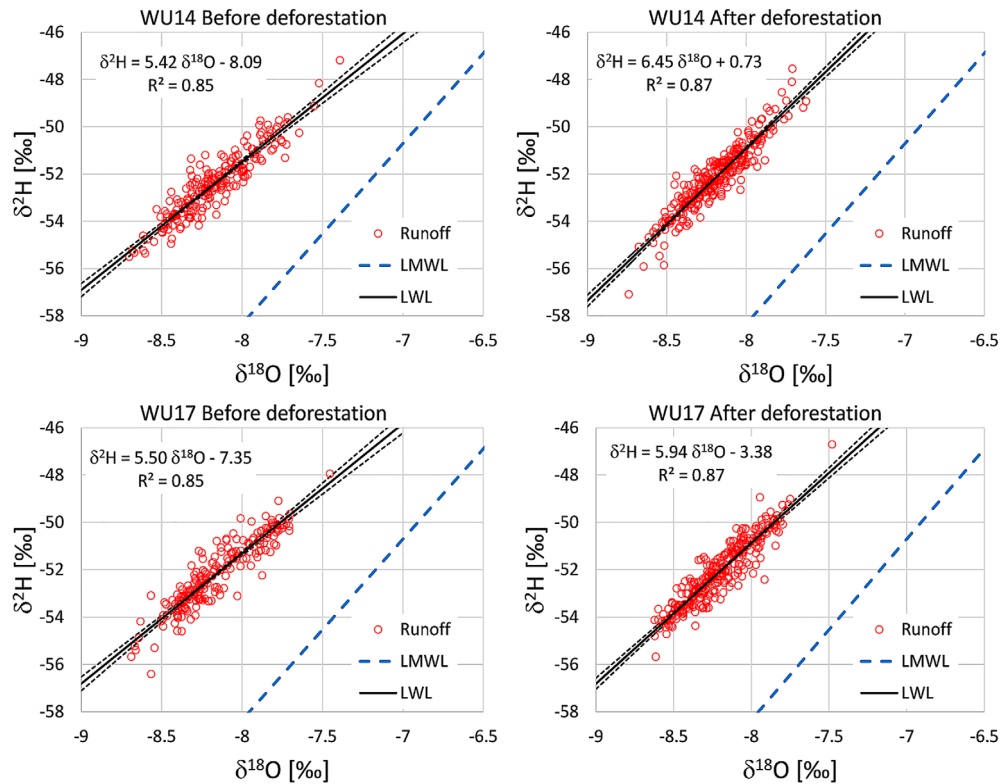 WU14 Before deforestation
-46
δ²H = 5.42 δ¹⁸O - 8.09
R² = 0.85
-48
-50
-52
-54
-56
-58
δ²H [‰]
Runoff
LMWL
LWL
-9 -8.5 -8 -7.5 -7 -6.5
δ¹⁸O [‰]
WU14 After deforestation
-46
δ²H = 6.45 δ¹⁸O + 0.73
R² = 0.87
-48
-50
-52
-54
-56
-58
δ²H [‰]
Runoff
LMWL
LWL
-9 -8.5 -8 -7.5 -7 -6.5
δ¹⁸O [‰]
WU17 Before deforestation
-46
δ²H = 5.50 δ¹⁸O - 7.35
R² = 0.85
-48
-50
-52
-54
-56
-58
δ²H [‰]
Runoff
LMWL
LWL
-9 -8.5 -8 -7.5 -7 -6.5
δ¹⁸O [‰]
WU17 After deforestation
-46
δ²H = 5.94 δ¹⁸O - 3.38
R² = 0.87
-48
-50
-52
-54
-56
-58
δ²H [‰]
Runoff
LMWL
LWL
-9 -8.5 -8 -7.5 -7 -6.5
δ¹⁸O [‰]